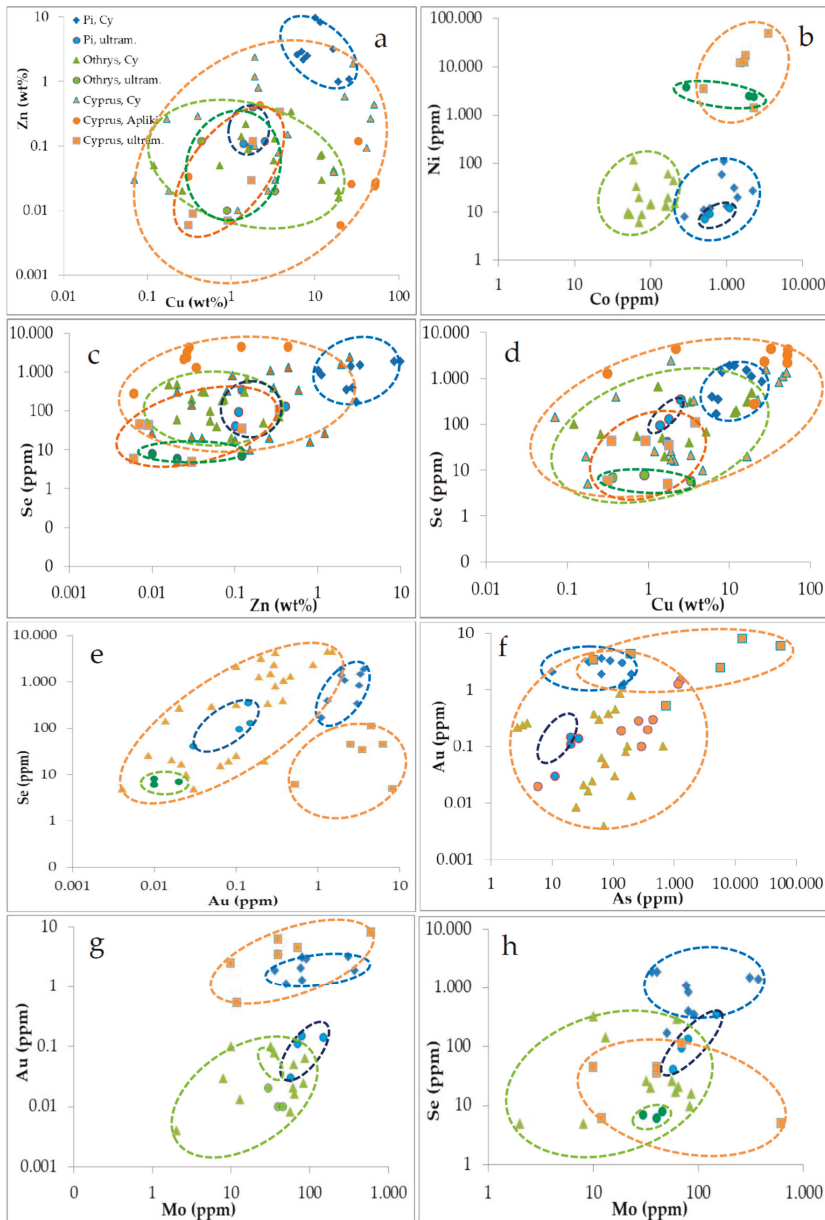 a
10
1
0.1
0.01
0.001
Zn (wt%)
Pi, Cy
Pi, ultram.
Othrys, Cy
Othrys, ultram.
Cyprus, Cy
Cyprus, Apliki
Cyprus, ultram.
0.01
0.1
1
10
100
Cu (wt%)
b
100.000
10.000
1.000
100
10
1
Ni (ppm)
1
10
100
1.000
10.000
Co (ppm)
c
10.000
1.000
100
10
1
0
0
Se (ppm)
0.001
0.01
0.1
1
10
Zn (wt%)
d
10.000
1.000
100
10
1
0
Se (ppm)
0.01
0.1
1
10
100
Cu (wt%)
e
10.000
1.000
100
10
1
0
Se (ppm)
0.001
0.01
0.1
1
10
Au (ppm)
f
10
1
0.1
0.01
0.001
Au (ppm)
1
10
100
1.000
10.000
100.000
As (ppm)
g
10
1
0.1
0.01
0.001
Au (ppm)
0
1
10
100
1.000
Mo (ppm)
h
10.000
1.000
100
10
1
Se (ppm)
1
10
100
1.000
Mo (ppm)